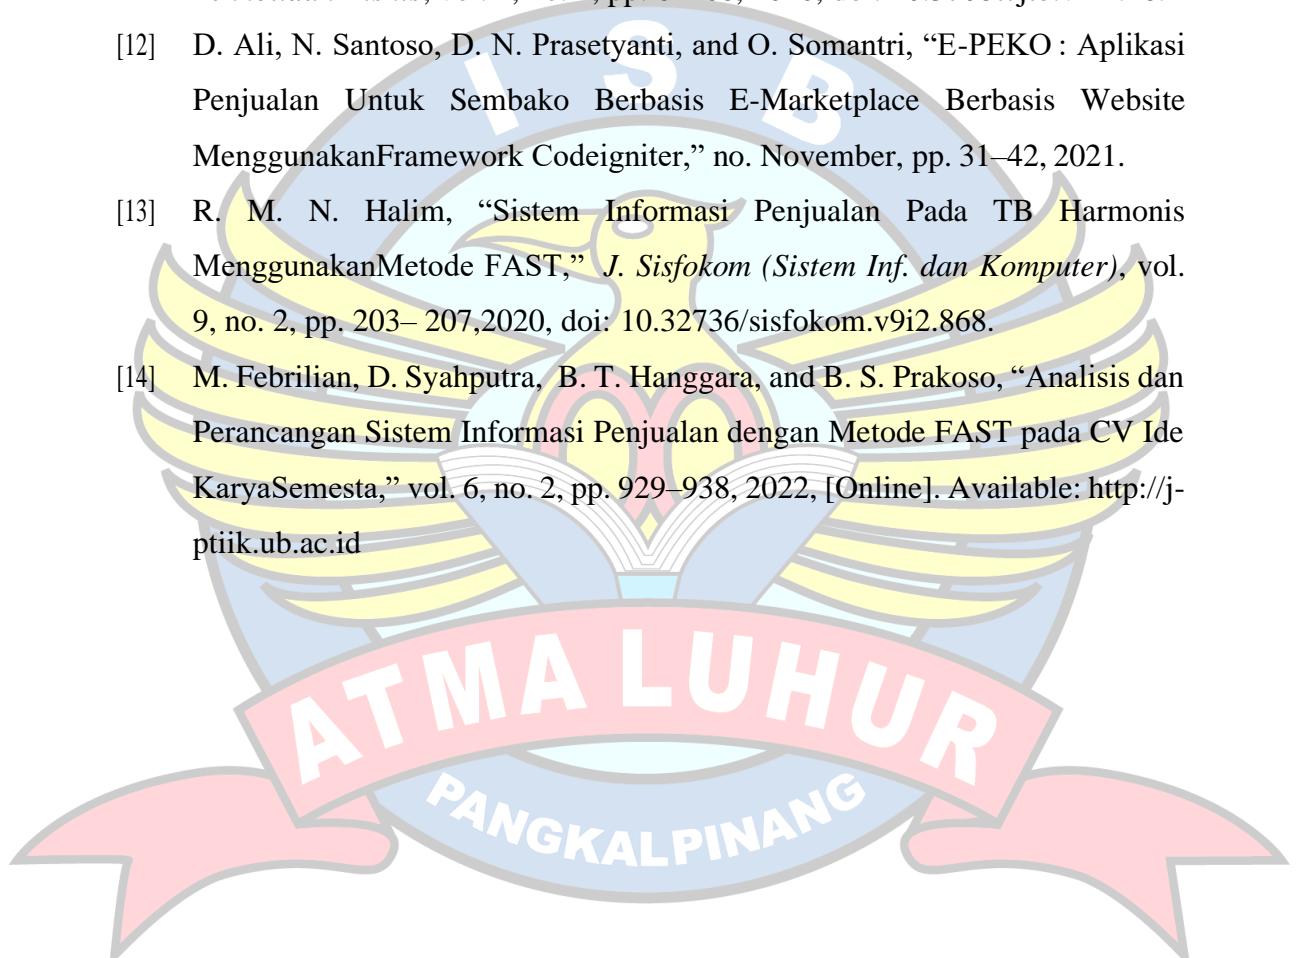 [12] D. Ali, N. Santoso, D. N. Prasetyanti, and O. Somantri, “E-PEKO : Aplikasi
Penjualan Untuk Sembako Berbasis E-Marketplace Berbasis Website
MenggunakanFramework Codeigniter,” no. November, pp. 31–42, 2021.
[13] R. M. N. Halim, “Sistem Informasi Penjualan Pada TB Harmonis
MenggunakanMetode FAST,” J. Sisfokom (Sistem Inf. dan Komputer), vol.
9, no. 2, pp. 203– 207,2020, doi: 10.32736/sisfokom.v9i2.868.
[14] M. Febrilian, D. Syahputra, B. T. Hanggara, and B. S. Prakoso, “Analisis dan
Perancangan Sistem Informasi Penjualan dengan Metode FAST pada CV Ide
KaryaSemesta,” vol. 6, no. 2, pp. 929–938, 2022, [Online]. Available: http://j-
ptiik.ub.ac.id
I S B
ATMA LUHUR
PANGKALPINANG